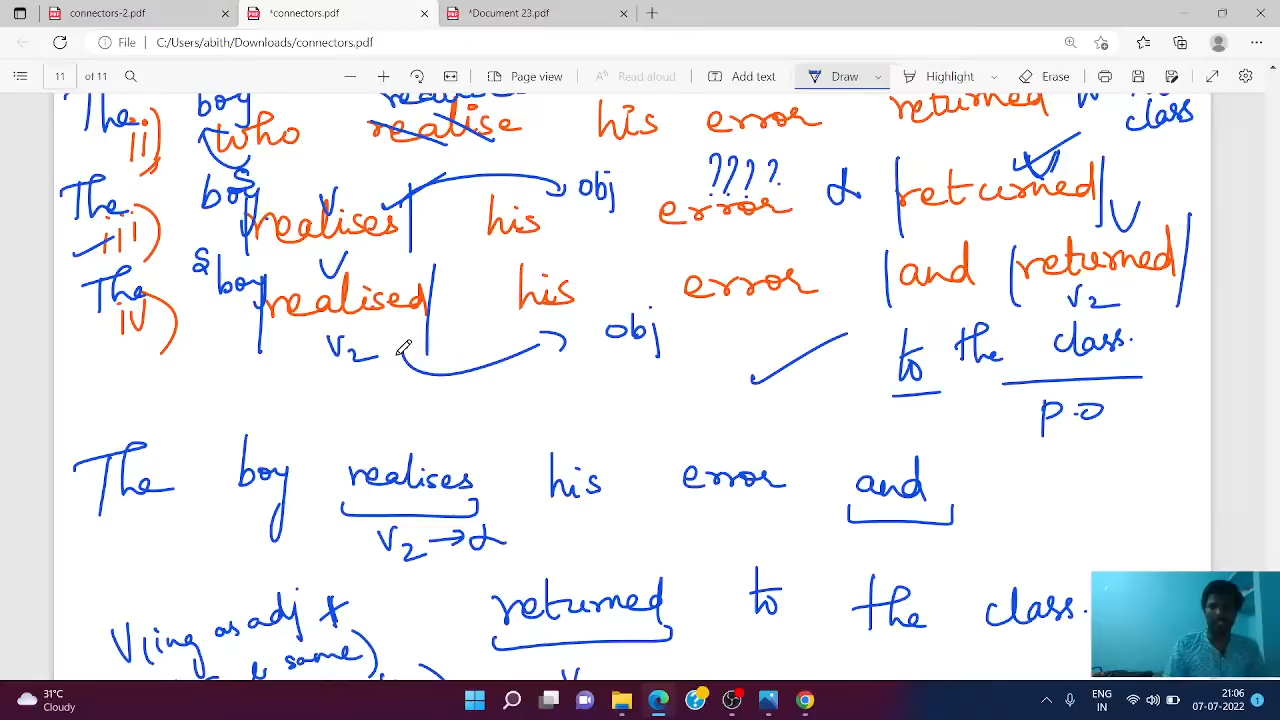 connectors-2.pdf
*connectors.pdf
*Document 23.pdf
File
C:/Users/abith/Downloads/connectors.pdf
11 of 11
Page view
Read aloud
Add text
Draw
Highlight
Erase
The boy
ii) who realise his error returned
class
The boy S V obj ???? &
iii) realises his error returned V
The S boy V
iv) realised his error and returned
V2 obj V2
to the class.
p.o
The boy realises his error and
V2 →
returned to the class.
V(ing as adj
same)
31°C
Cloudy
ENG
IN
21:06
07-07-2022
1